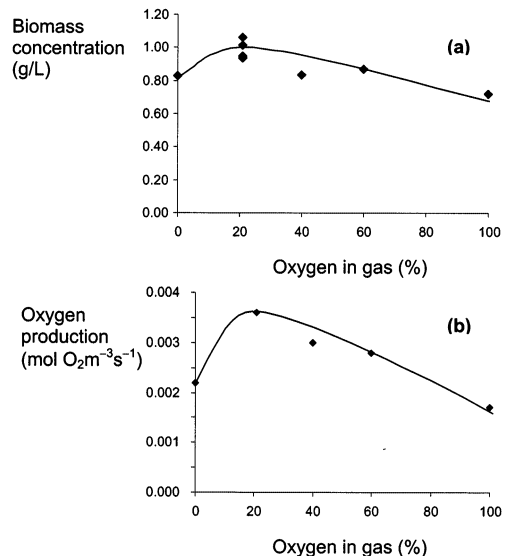 Biomass
concentration
(g/L)
(a)
1.20
1.00
0.80
0.60
0.40
0.20
0.00
0 20 40 60 80 100
Oxygen in gas (%)
Oxygen
production
(mol O₂m⁻³s⁻¹)
(b)
0.004
0.003
0.002
0.001
0.000
0 20 40 60 80 100
Oxygen in gas (%)